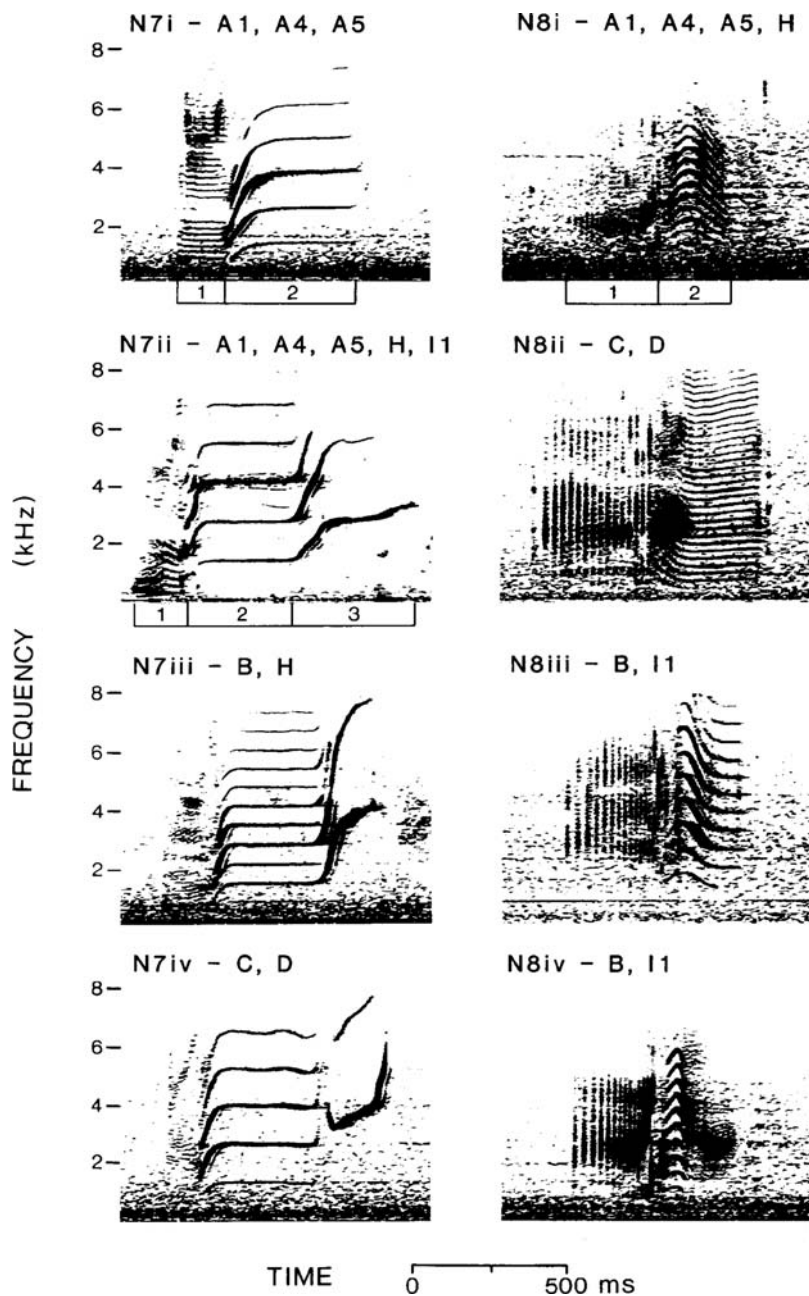 N7i - A1, A4, A5
N8i - A1, A4, A5, H
8
6
4
2
1
2
1
2
N7ii - A1, A4, A5, H, I1
N8ii - C, D
8
6
4
2
1
2
3
N7iii - B, H
N8iii - B, I1
8
6
4
2
N7iv - C, D
N8iv - B, I1
8
6
4
2
FREQUENCY (kHz)
TIME
0
500 ms